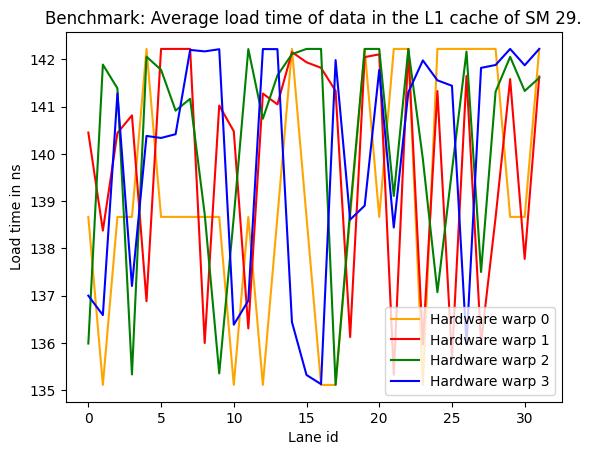 Benchmark: Average load time of data in the L1 cache of SM 29.
142
141
140
139
138
137
136
135
Load time in ns
Hardware warp 0
Hardware warp 1
Hardware warp 2
Hardware warp 3
0 5 10 15 20 25 30
Lane id